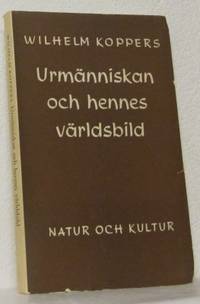 WILHELM KOPPERS
Urmänniskan
och hennes
världsbild
NATUR OCH KULTUR